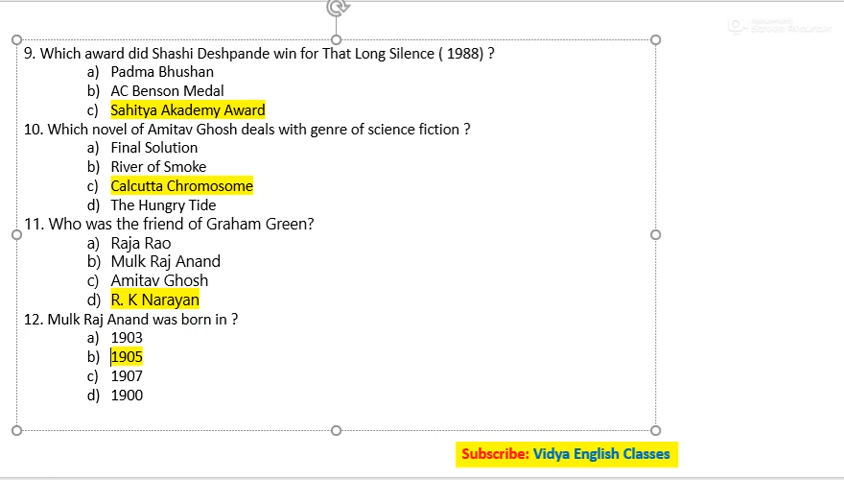 9. Which award did Shashi Deshpande win for That Long Silence ( 1988) ?
a) Padma Bhushan
b) AC Benson Medal
c) Sahitya Akademy Award
10. Which novel of Amitav Ghosh deals with genre of science fiction ?
a) Final Solution
b) River of Smoke
c) Calcutta Chromosome
d) The Hungry Tide
11. Who was the friend of Graham Green?
a) Raja Rao
b) Mulk Raj Anand
c) Amitav Ghosh
d) R. K Narayan
12. Mulk Raj Anand was born in ?
a) 1903
b) 1905
c) 1907
d) 1900
Subscribe: Vidya English Classes